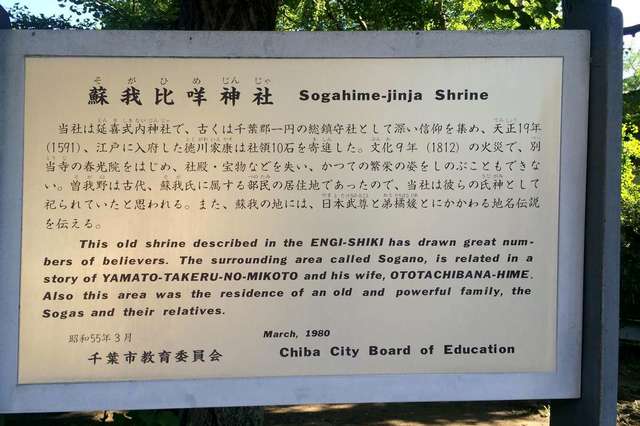 蘇我比咩神社 Sogahime-jinja Shrine
当社は延喜式内神社で、古くは千葉郡一円の総鎮守社として深い信仰を集め、天正19年
(1591)、江戸に入府した徳川家康は社領10石を寄進した。文化9年（1812）の火災で、別
当寺の春光院をはじめ、社殿・宝物などを失い、かつての繁栄の姿をしのぶこともでき
ない。曽我野は古代、蘇我氏に属する部民の居住地であったので、当社は彼らの氏神として
祀られていたと思われる。また、蘇我の地には、日本武尊と弟橘媛とにかかわる地名伝説
を伝える。
This old shrine described in the ENGI-SHIKI has drawn great num-
bers of believers. The surrounding area called Sogano, is related in a
story of YAMATO-TAKERU-NO-MIKOTO and his wife, OTOTACHIBANA-HIME.
Also this area was the residence of an old and powerful family, the
Sogas and their relatives.
昭和55年3月 March, 1980
千葉市教育委員会 Chiba City Board of Education